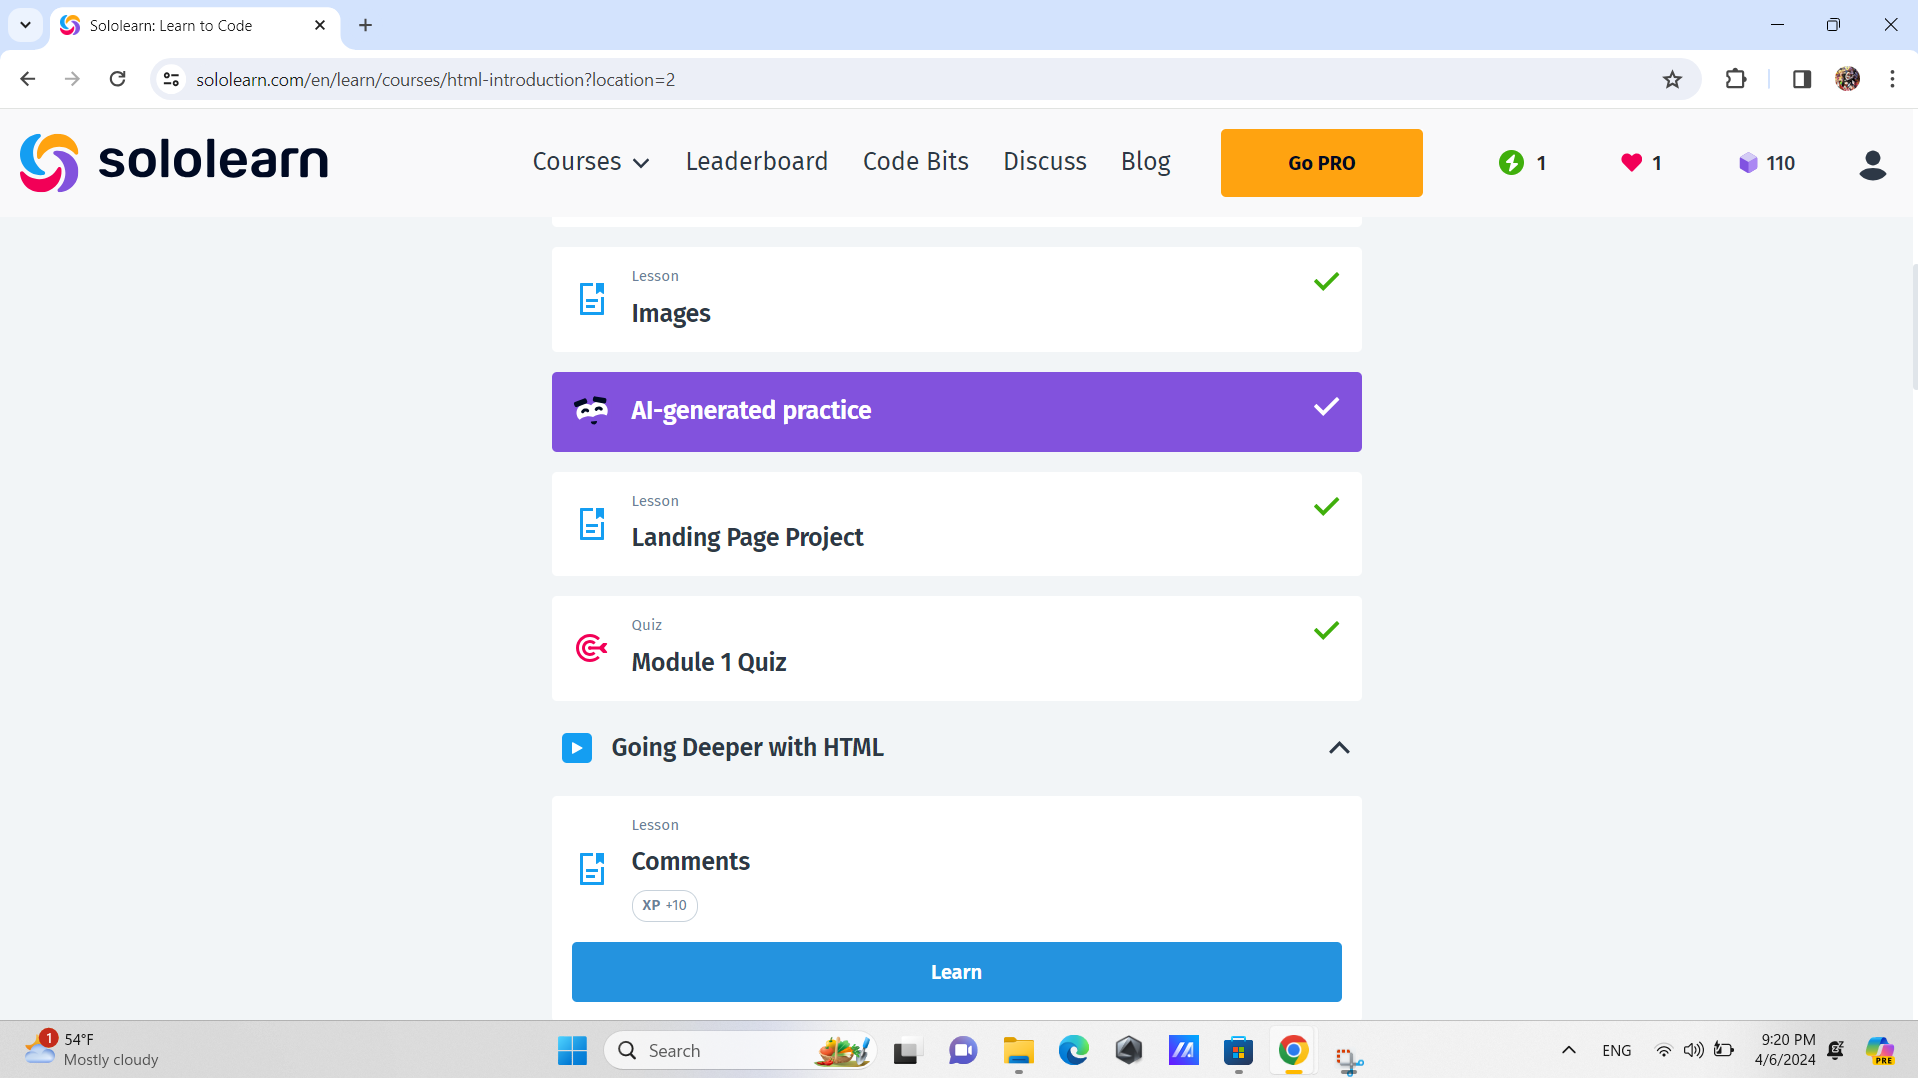 Sololearn: Learn to Code
sololearn.com/en/learn/courses/html-introduction?location=2
sololearn
Courses
Leaderboard
Code Bits
Discuss
Blog
Go PRO
1
1
110
Lesson
Images
AI-generated practice
Lesson
Landing Page Project
Quiz
Module 1 Quiz
Going Deeper with HTML
Lesson
Comments
XP +10
Learn
1
54°F
Mostly cloudy
Search
ENG
9:20 PM
4/6/2024
PRE